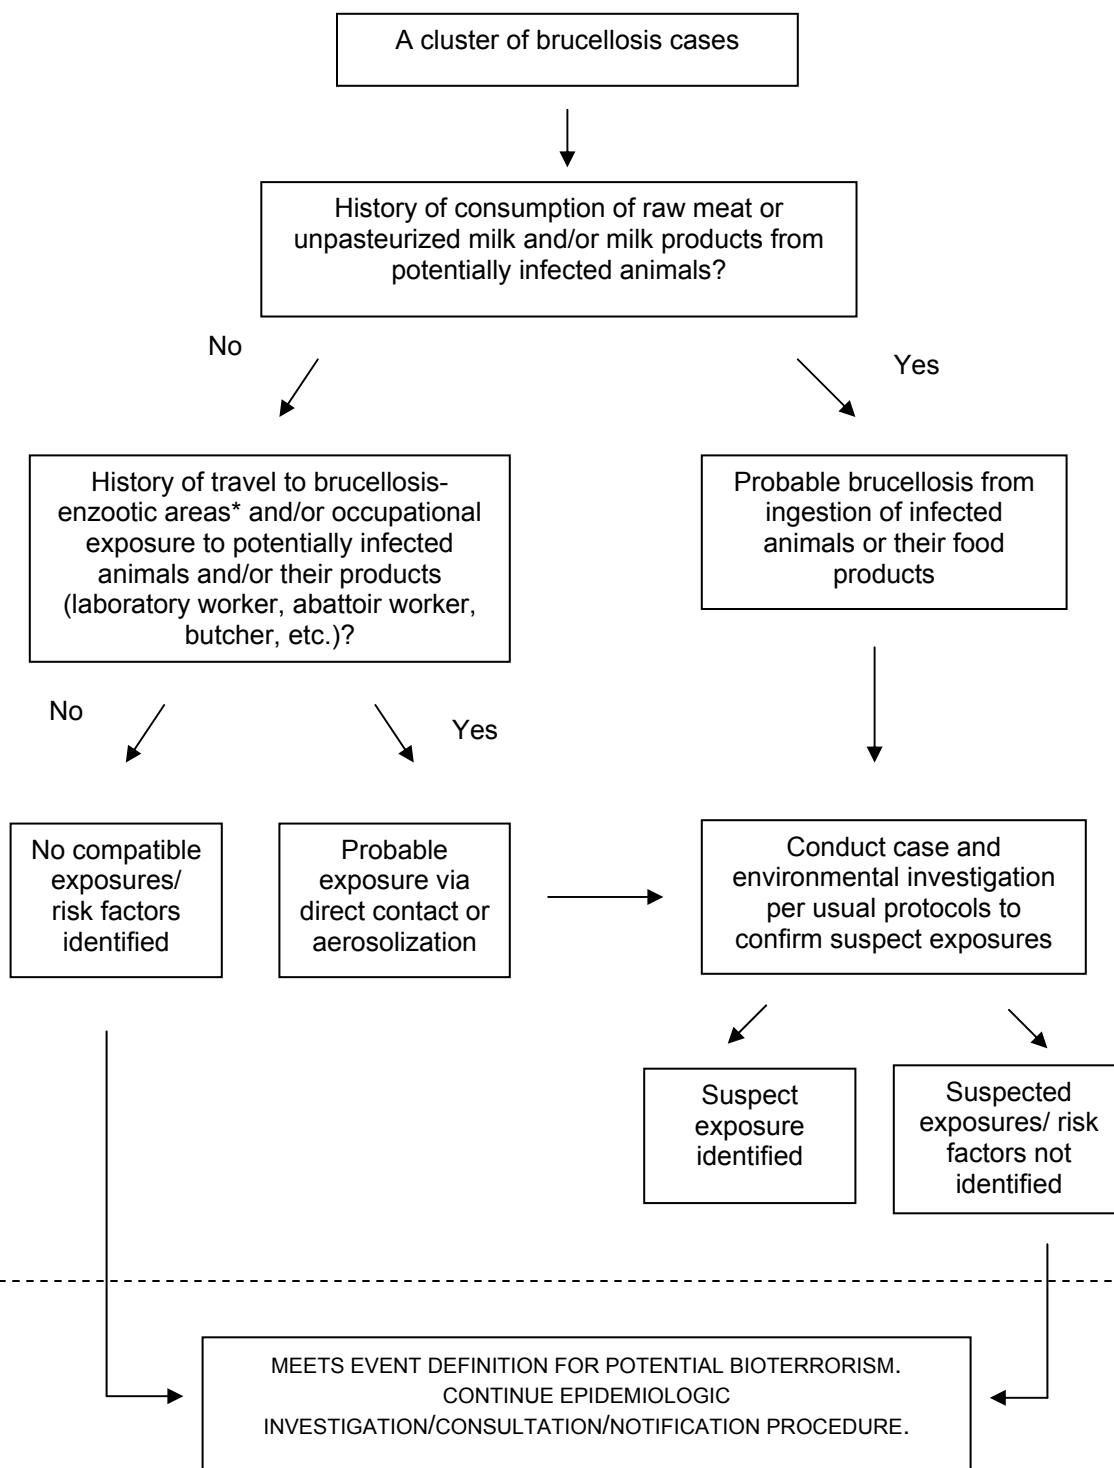 A cluster of brucellosis cases
History of consumption of raw meat or
unpasteurized milk and/or milk products from
potentially infected animals?
No
Yes
History of travel to brucellosis-
enzootic areas* and/or occupational
exposure to potentially infected
animals and/or their products
(laboratory worker, abattoir worker,
butcher, etc.)?
Probable brucellosis from
ingestion of infected
animals or their food
products
No
Yes
No compatible
exposures/
risk factors
identified
Probable
exposure via
direct contact or
aerosolization
Conduct case and
environmental investigation
per usual protocols to
confirm suspect exposures
Suspect
exposure
identified
Suspected
exposures/ risk
factors not
identified
MEETS EVENT DEFINITION FOR POTENTIAL BIOTERRORISM.
CONTINUE EPIDEMIOLOGIC
INVESTIGATION/CONSULTATION/NOTIFICATION PROCEDURE.